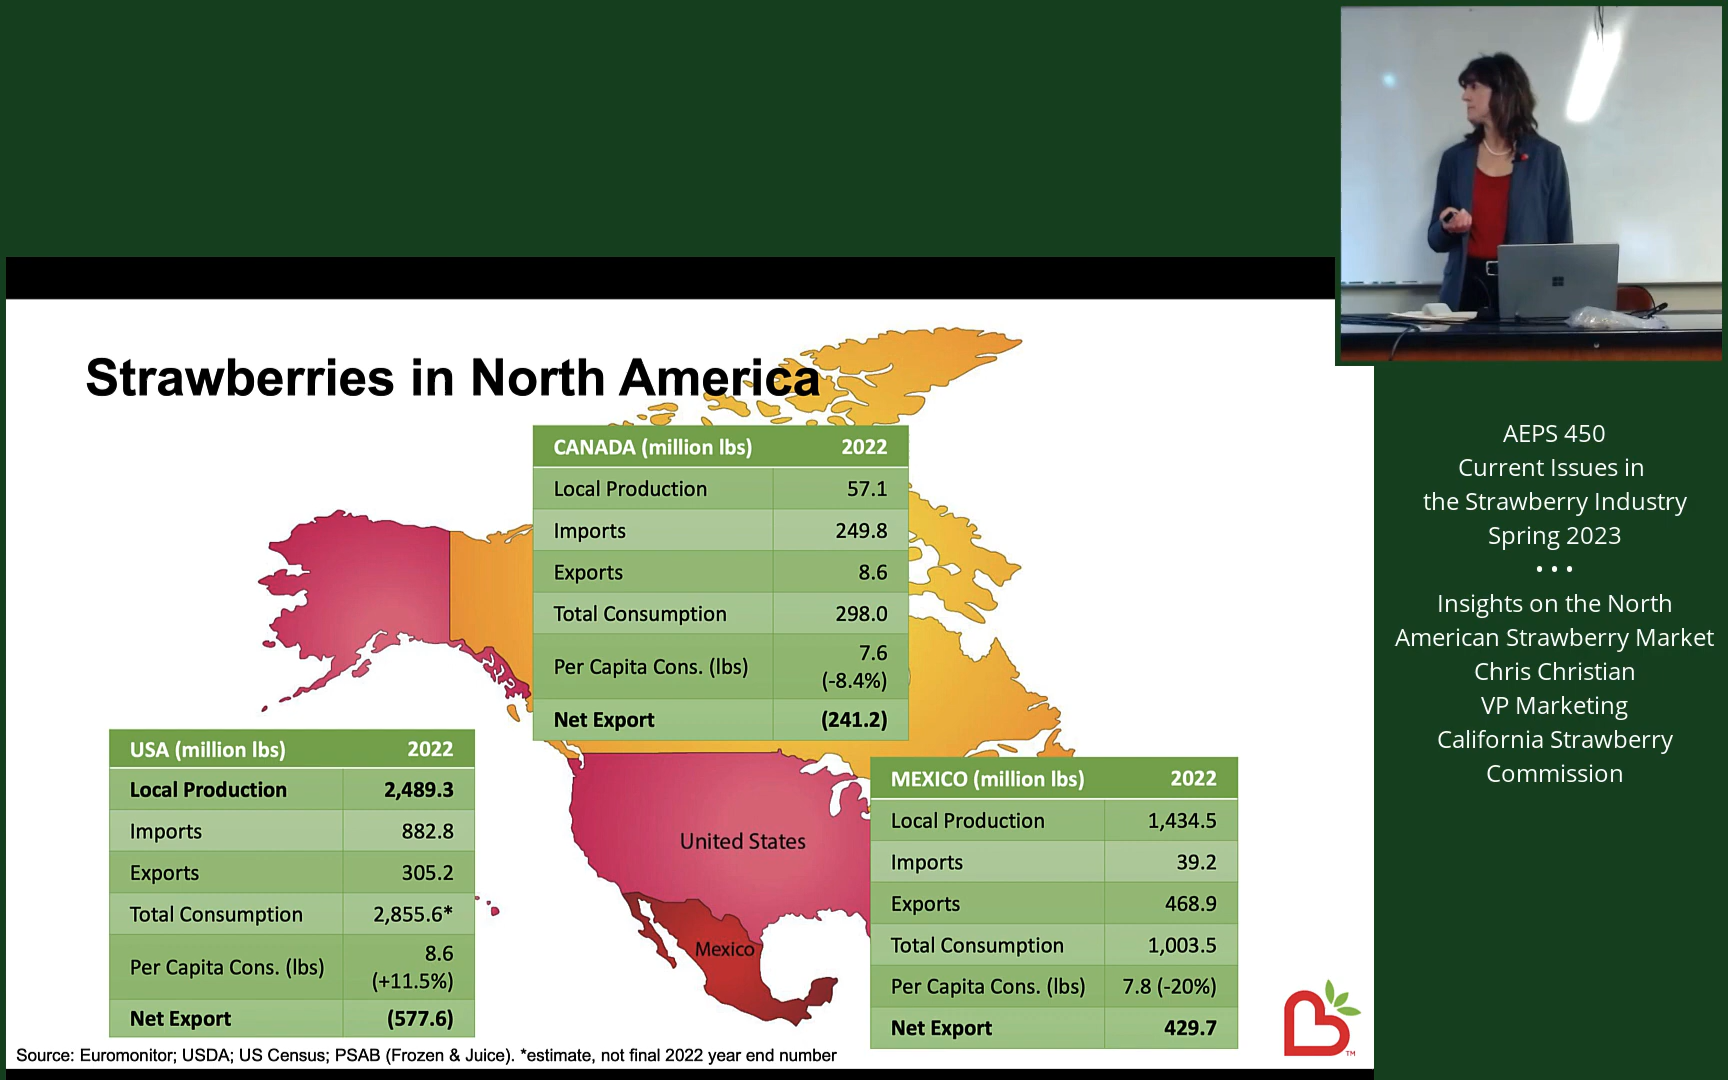 Strawberries in North America
CANADA (million lbs) 2022
Local Production 57.1
Imports 249.8
Exports 8.6
Total Consumption 298.0
Per Capita Cons. (lbs) 7.6
(-8.4%)
Net Export (241.2)
USA (million lbs) 2022
Local Production 2,489.3
Imports 882.8
Exports 305.2
Total Consumption 2,855.6*
Per Capita Cons. (lbs) 8.6
(+11.5%)
Net Export (577.6)
United States
Mexico
MEXICO (million lbs) 2022
Local Production 1,434.5
Imports 39.2
Exports 468.9
Total Consumption 1,003.5
Per Capita Cons. (lbs) 7.8 (-20%)
Net Export 429.7
TM
Source: Euromonitor; USDA; US Census; PSAB (Frozen & Juice). *estimate, not final 2022 year end number
AEPS 450
Current Issues in
the Strawberry Industry
Spring 2023
• • •
Insights on the North
American Strawberry Market
Chris Christian
VP Marketing
California Strawberry
Commission